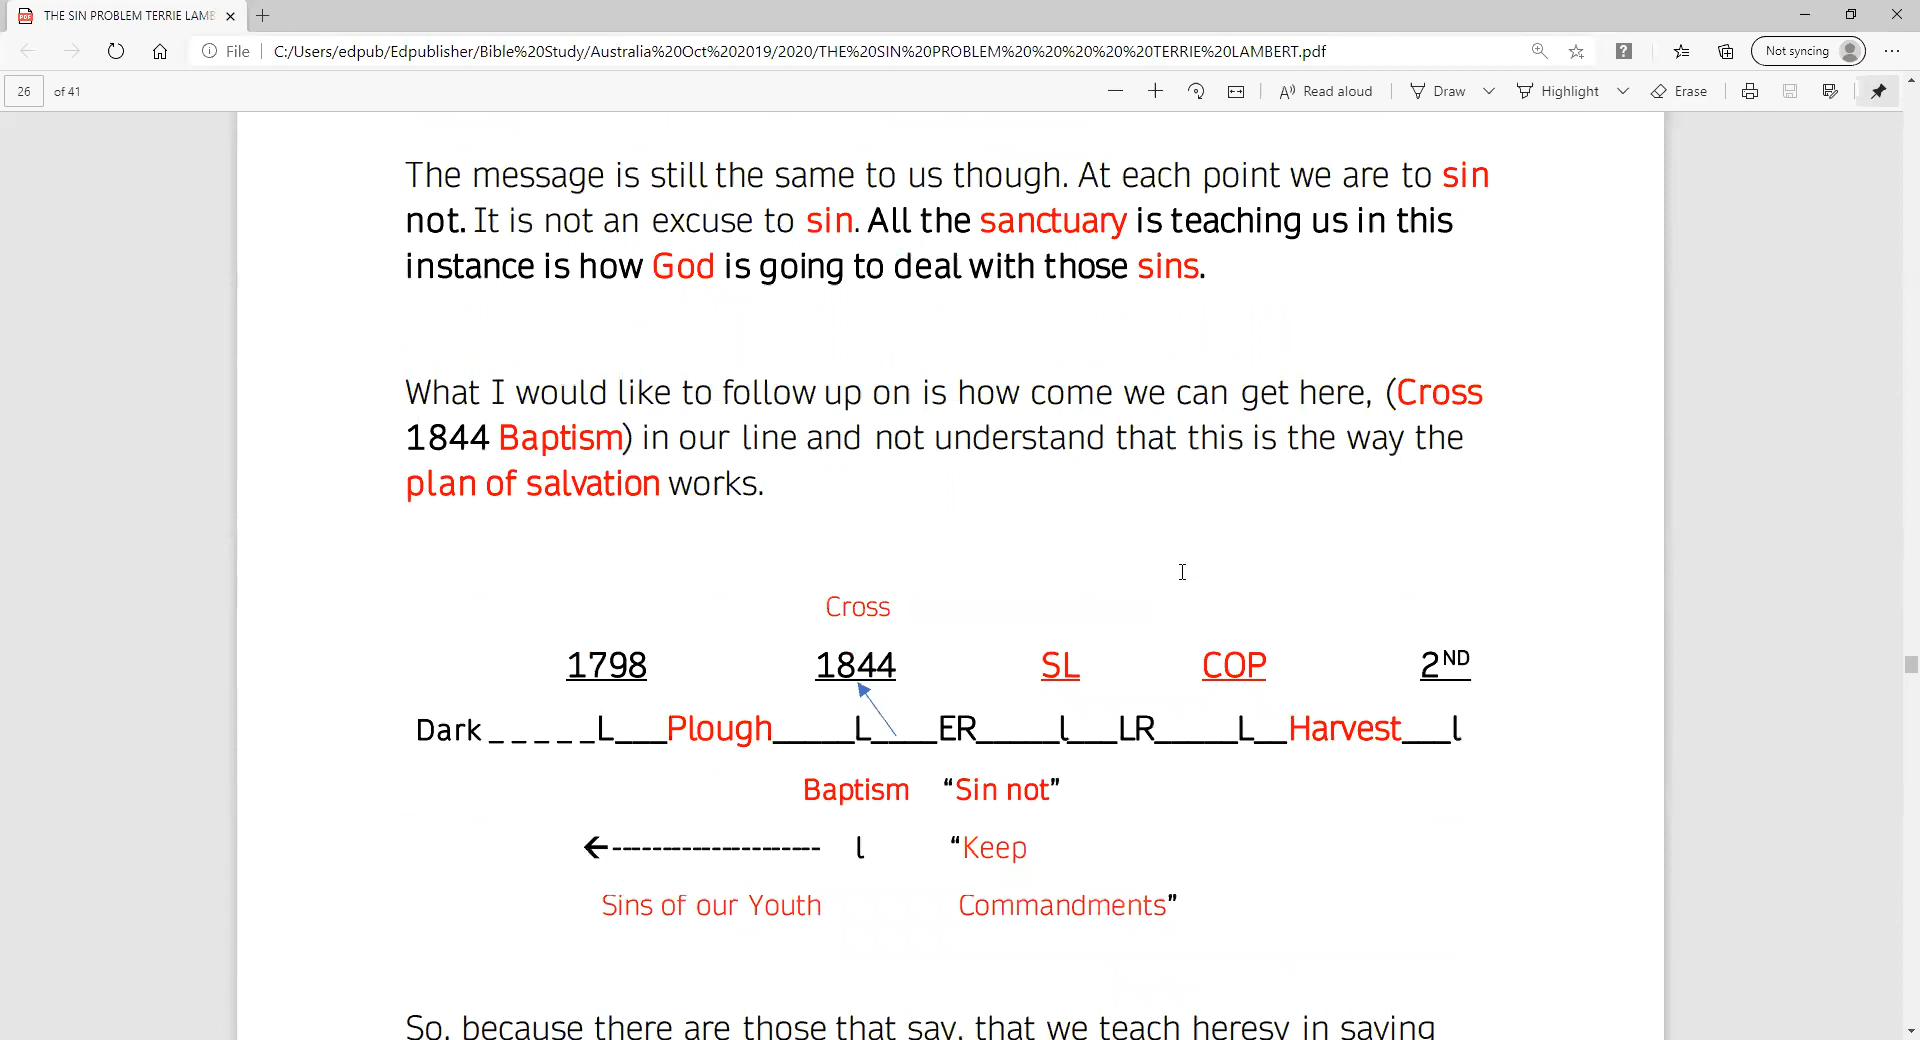 THE SIN PROBLEM TERRIE LAMB
File
C:/Users/edpub/Edpublisher/Bible%20Study/Australia%20Oct%202019/2020/THE%20SIN%20PROBLEM%20%20%20%20%20TERRIE%20LAMBERT.pdf
Not syncing
26 of 41
Read aloud
Draw
Highlight
Erase
The message is still the same to us though. At each point we are to sin
not. It is not an excuse to sin. All the sanctuary is teaching us in this
instance is how God is going to deal with those sins.
What I would like to follow up on is how come we can get here, (Cross
1844 Baptism) in our line and not understand that this is the way the
plan of salvation works.
Cross
1798 1844 SL COP 2ND
Dark _ _ _ _ _L___Plough_____L____ER_____l___LR_____L__Harvest___l
Baptism "Sin not"
←--------------------- l "Keep
Sins of our Youth Commandments"
So, because there are those that say, that we teach heresy in saying